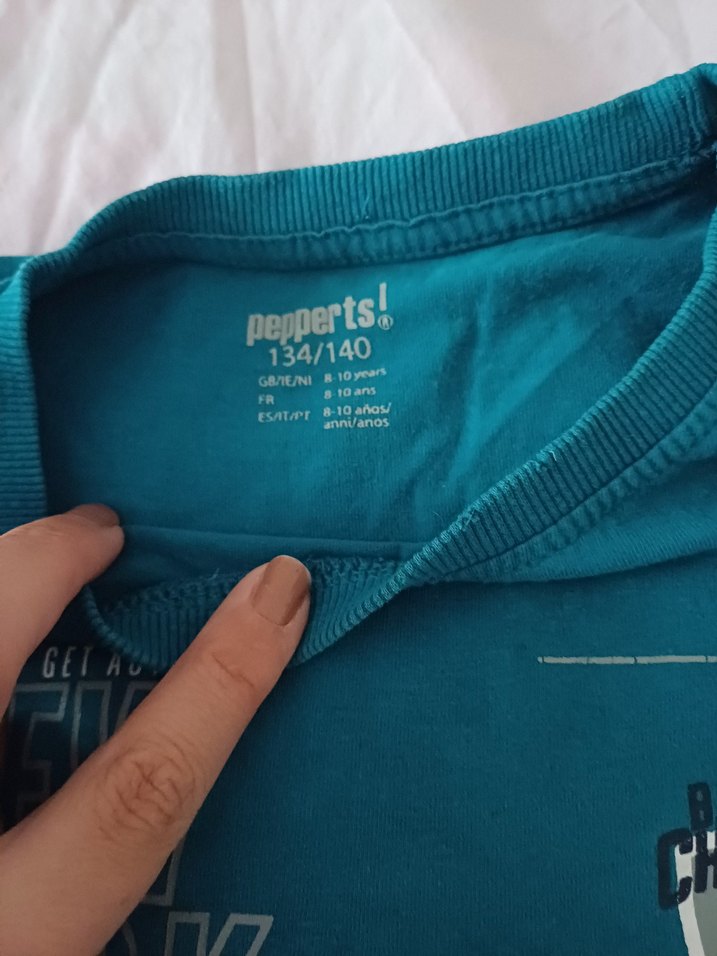 pepperts!®
134/140
GB/IE/NI 8-10 years
FR 8-10 ans
ES/IT/PT 8-10 años/
anni/anos
GET